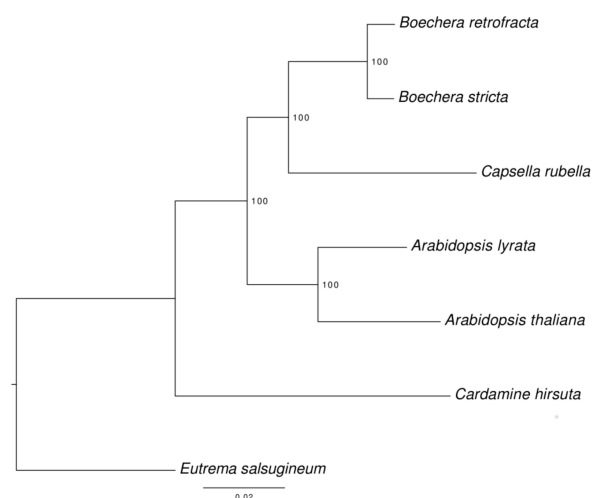 Boechera retrofracta
100
Boechera stricta
100
Capsella rubella
100
Arabidopsis lyrata
100
Arabidopsis thaliana
Cardamine hirsuta
Eutrema salsugineum
0.02